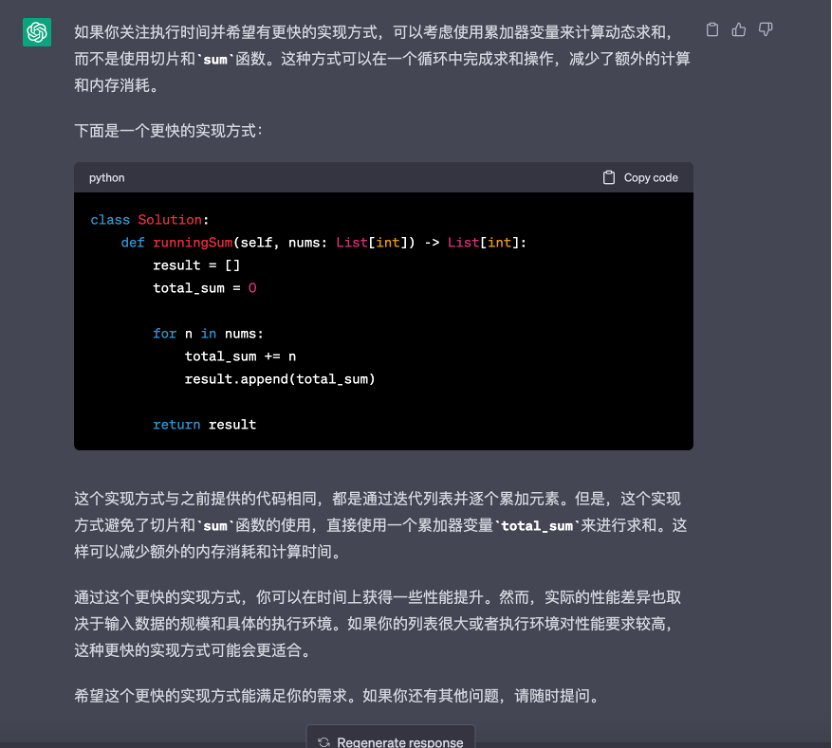 如果你关注执行时间并希望有更快的实现方式，可以考虑使用累加器变量来计算动态求和，
而不是使用切片和`sum`函数。这种方式可以在一个循环中完成求和操作，减少了额外的计算
和内存消耗。
下面是一个更快的实现方式：
python
Copy code
class Solution:
    def runningSum(self, nums: List[int]) -> List[int]:
        result = []
        total_sum = 0
        for n in nums:
            total_sum += n
            result.append(total_sum)
        return result
这个实现方式与之前提供的代码相同，都是通过迭代列表并逐个累加元素。但是，这个实现
方式避免了切片和`sum`函数的使用，直接使用一个累加器变量`total_sum`来进行求和。这
样可以减少额外的内存消耗和计算时间。
通过这个更快的实现方式，你可以在时间上获得一些性能提升。然而，实际的性能差异也取
决于输入数据的规模和具体的执行环境。如果你的列表很大或者执行环境对性能要求较高，
这种更快的实现方式可能会更适合。
希望这个更快的实现方式能满足你的需求。如果你还有其他问题，请随时提问。
Regenerate response